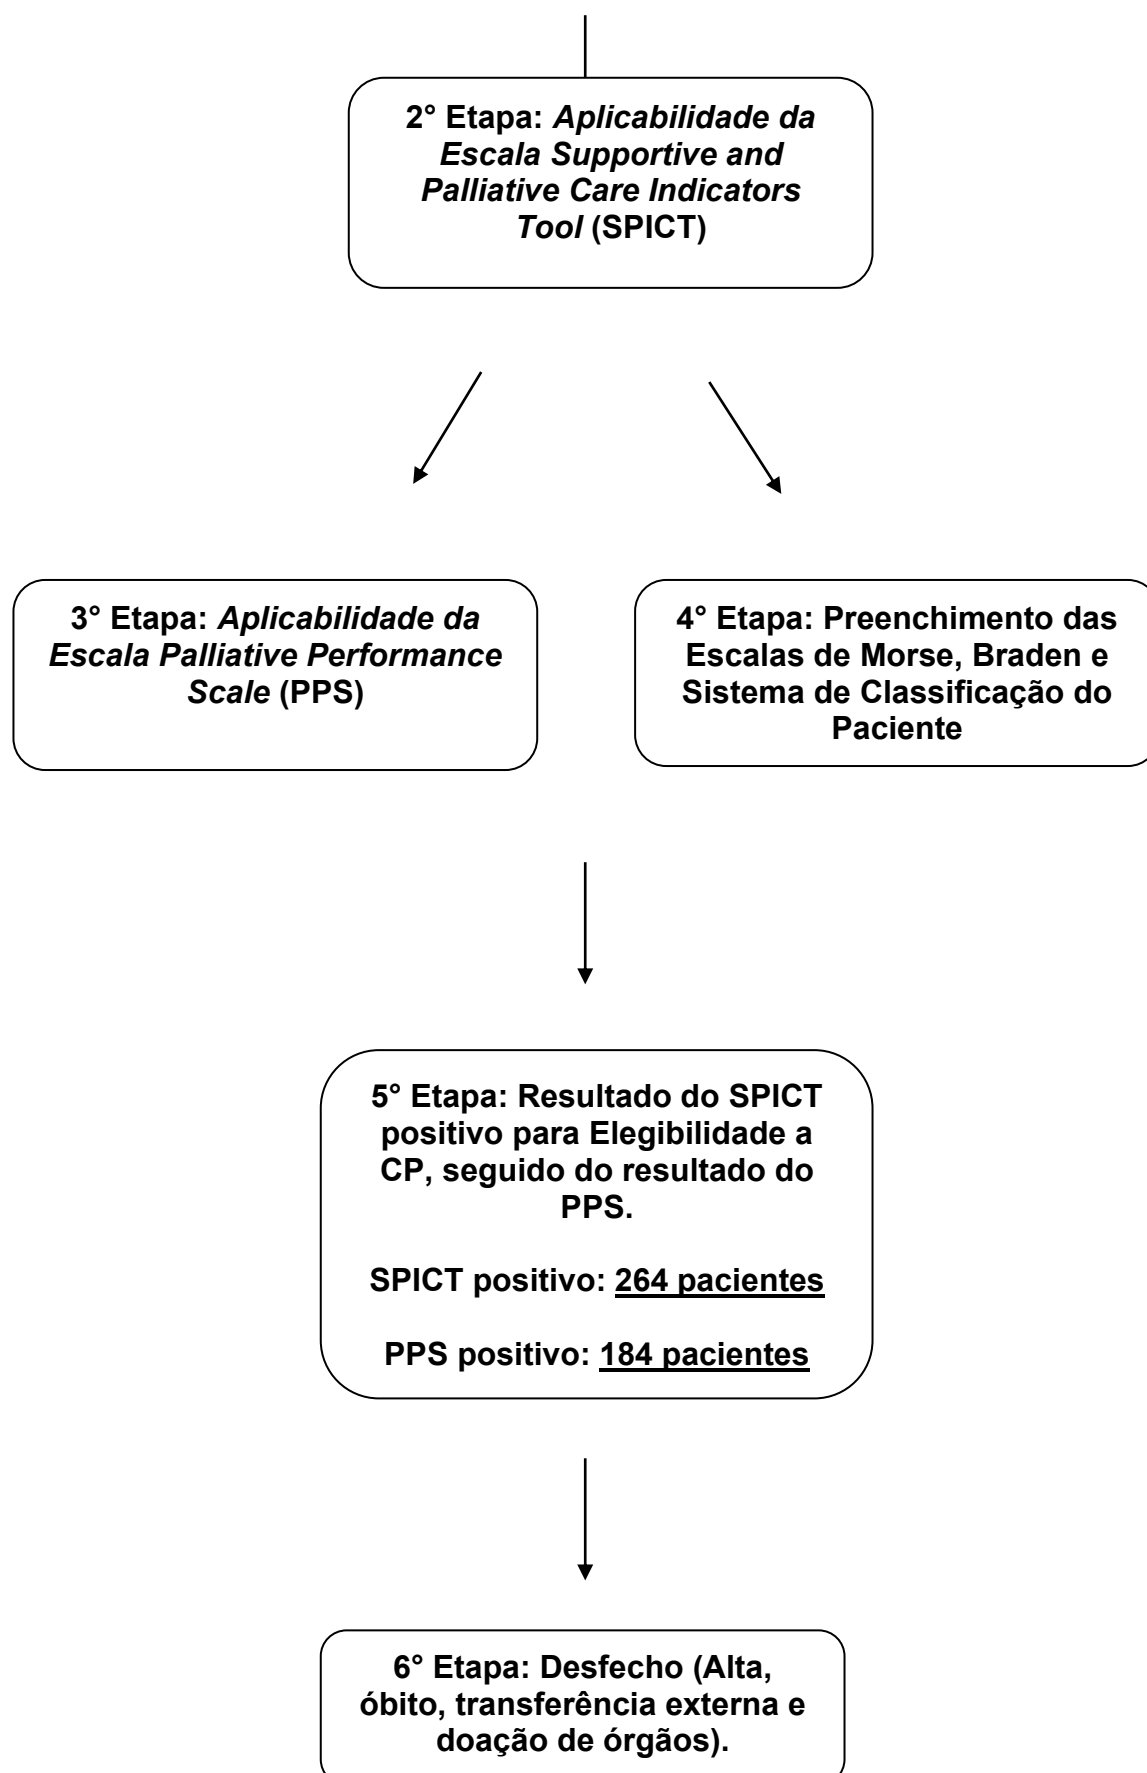 2° Etapa: Aplicabilidade da
Escala Supportive and
Palliative Care Indicators
Tool (SPICT)
3° Etapa: Aplicabilidade da
Escala Palliative Performance
Scale (PPS)
4° Etapa: Preenchimento das
Escalas de Morse, Braden e
Sistema de Classificação do
Paciente
5° Etapa: Resultado do SPICT
positivo para Elegibilidade a
CP, seguido do resultado do
PPS.
SPICT positivo: 264 pacientes
PPS positivo: 184 pacientes
6° Etapa: Desfecho (Alta,
óbito, transferência externa e
doação de órgãos).